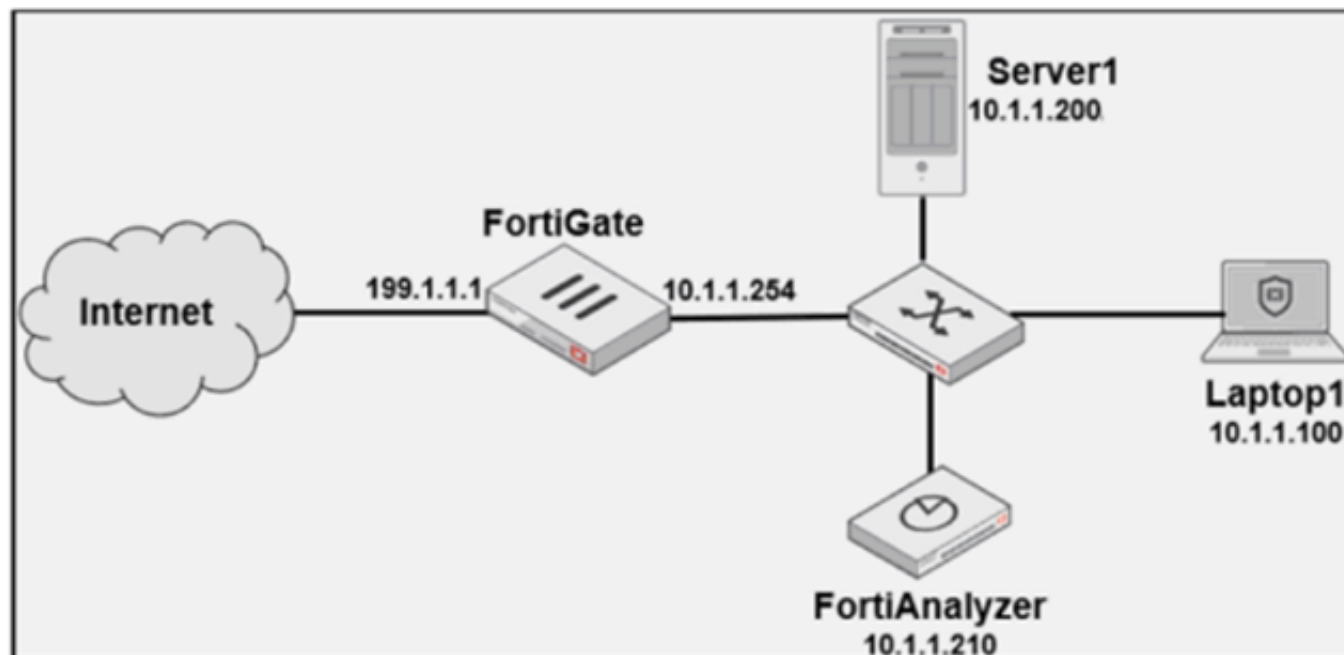 Server1
10.1.1.200
FortiGate
199.1.1.1
10.1.1.254
Internet
Laptop1
10.1.1.100
FortiAnalyzer
10.1.1.210